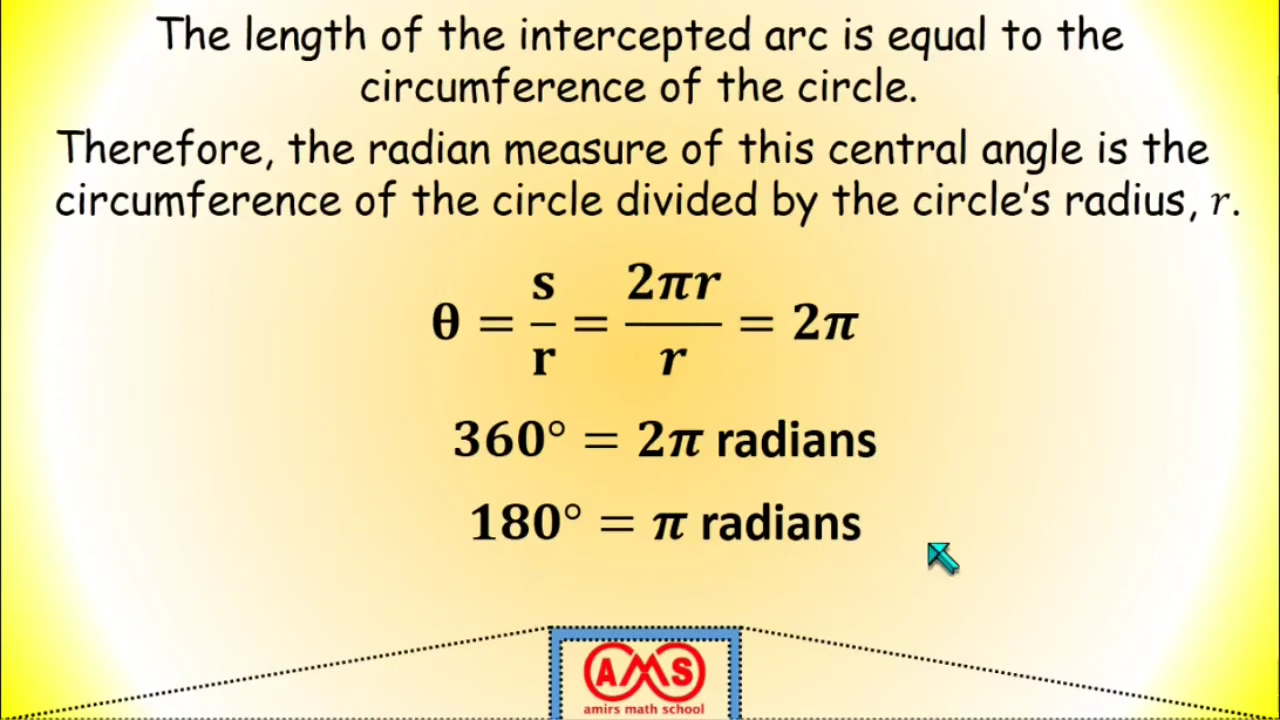 The length of the intercepted arc is equal to the
circumference of the circle.
Therefore, the radian measure of this central angle is the
circumference of the circle divided by the circle's radius, r.
θ = s/r = 2πr/r = 2π
360° = 2π radians
180° = π radians
AMS
amirs math school